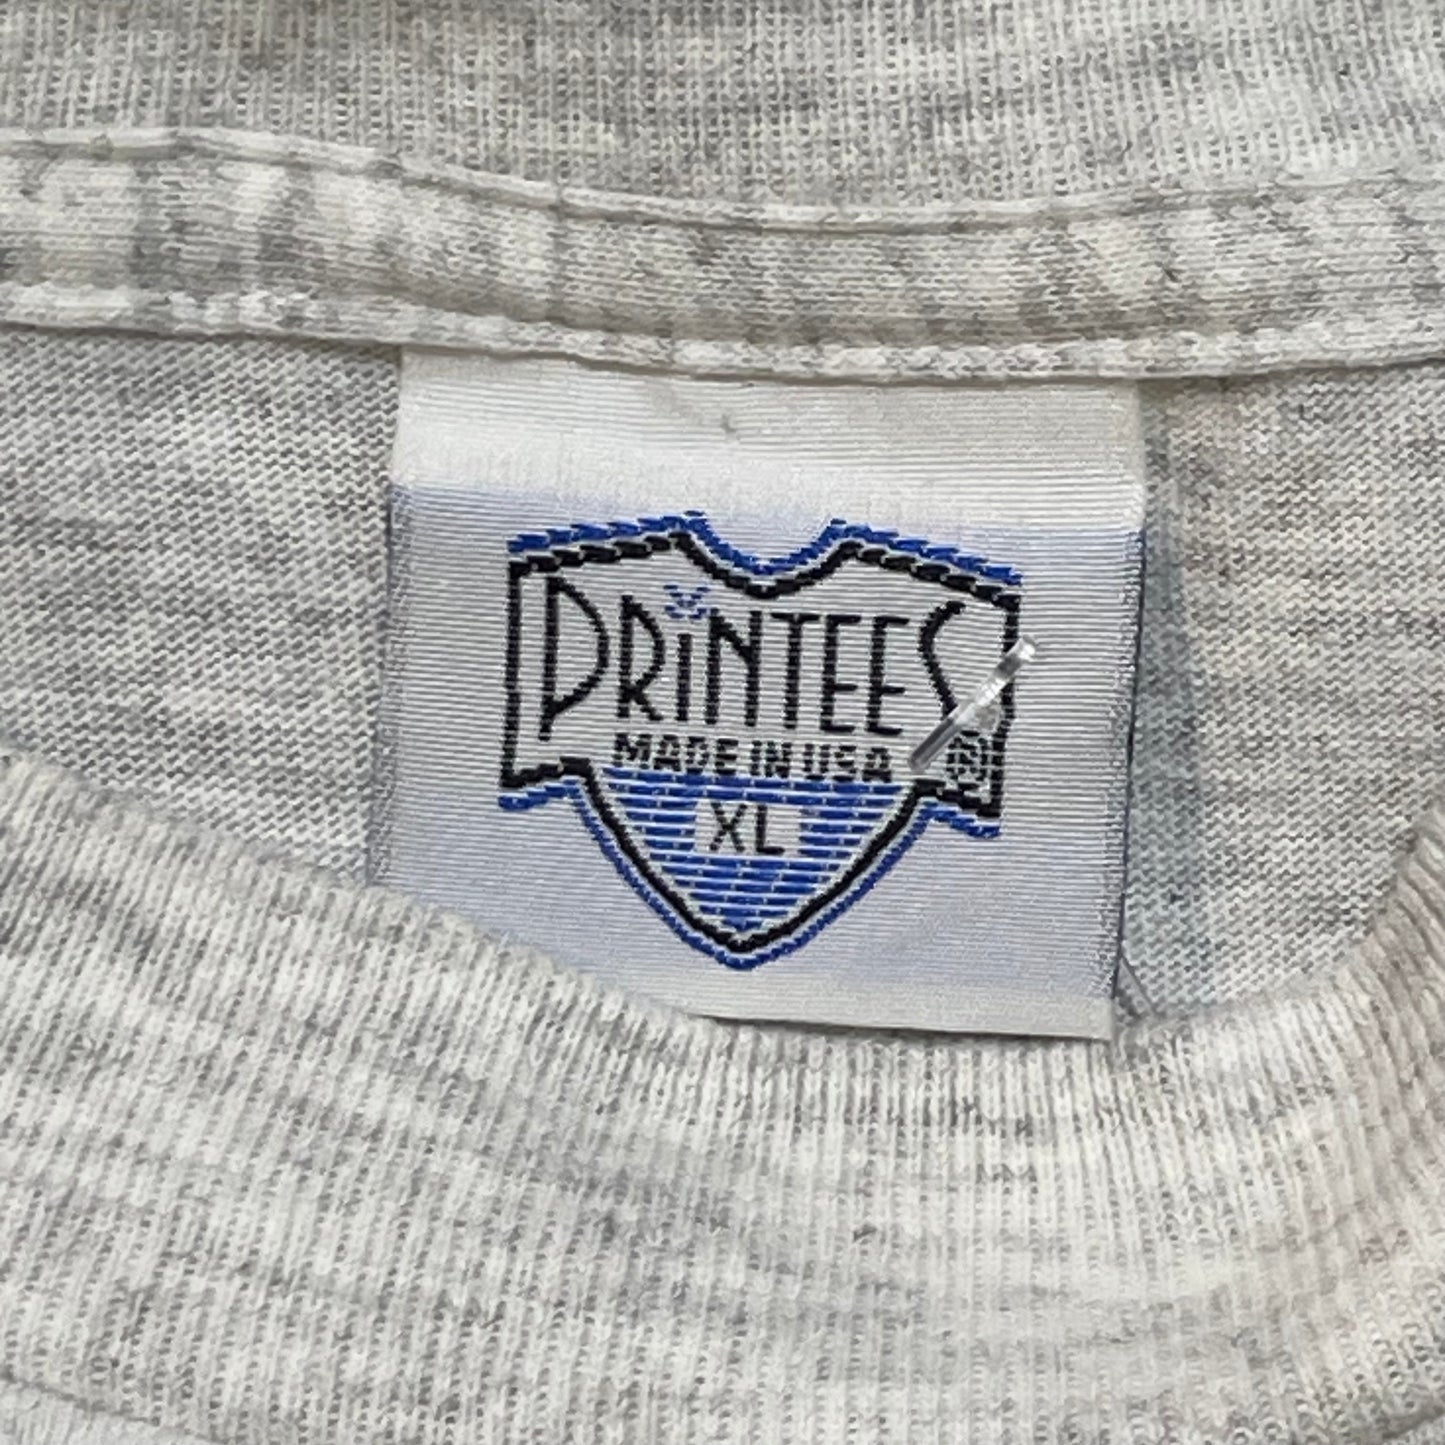 PRiNTEES
MADE IN USA ®
XL